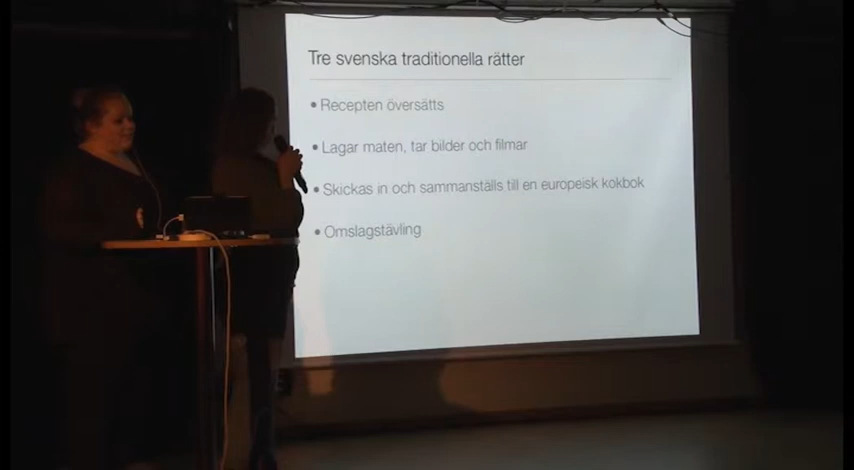 Tre svenska traditionella rätter
• Recepten översätts
• Lagar maten, tar bilder och filmar
• Skickas in och sammanställs till en europeisk kokbok
• Omslagstävling